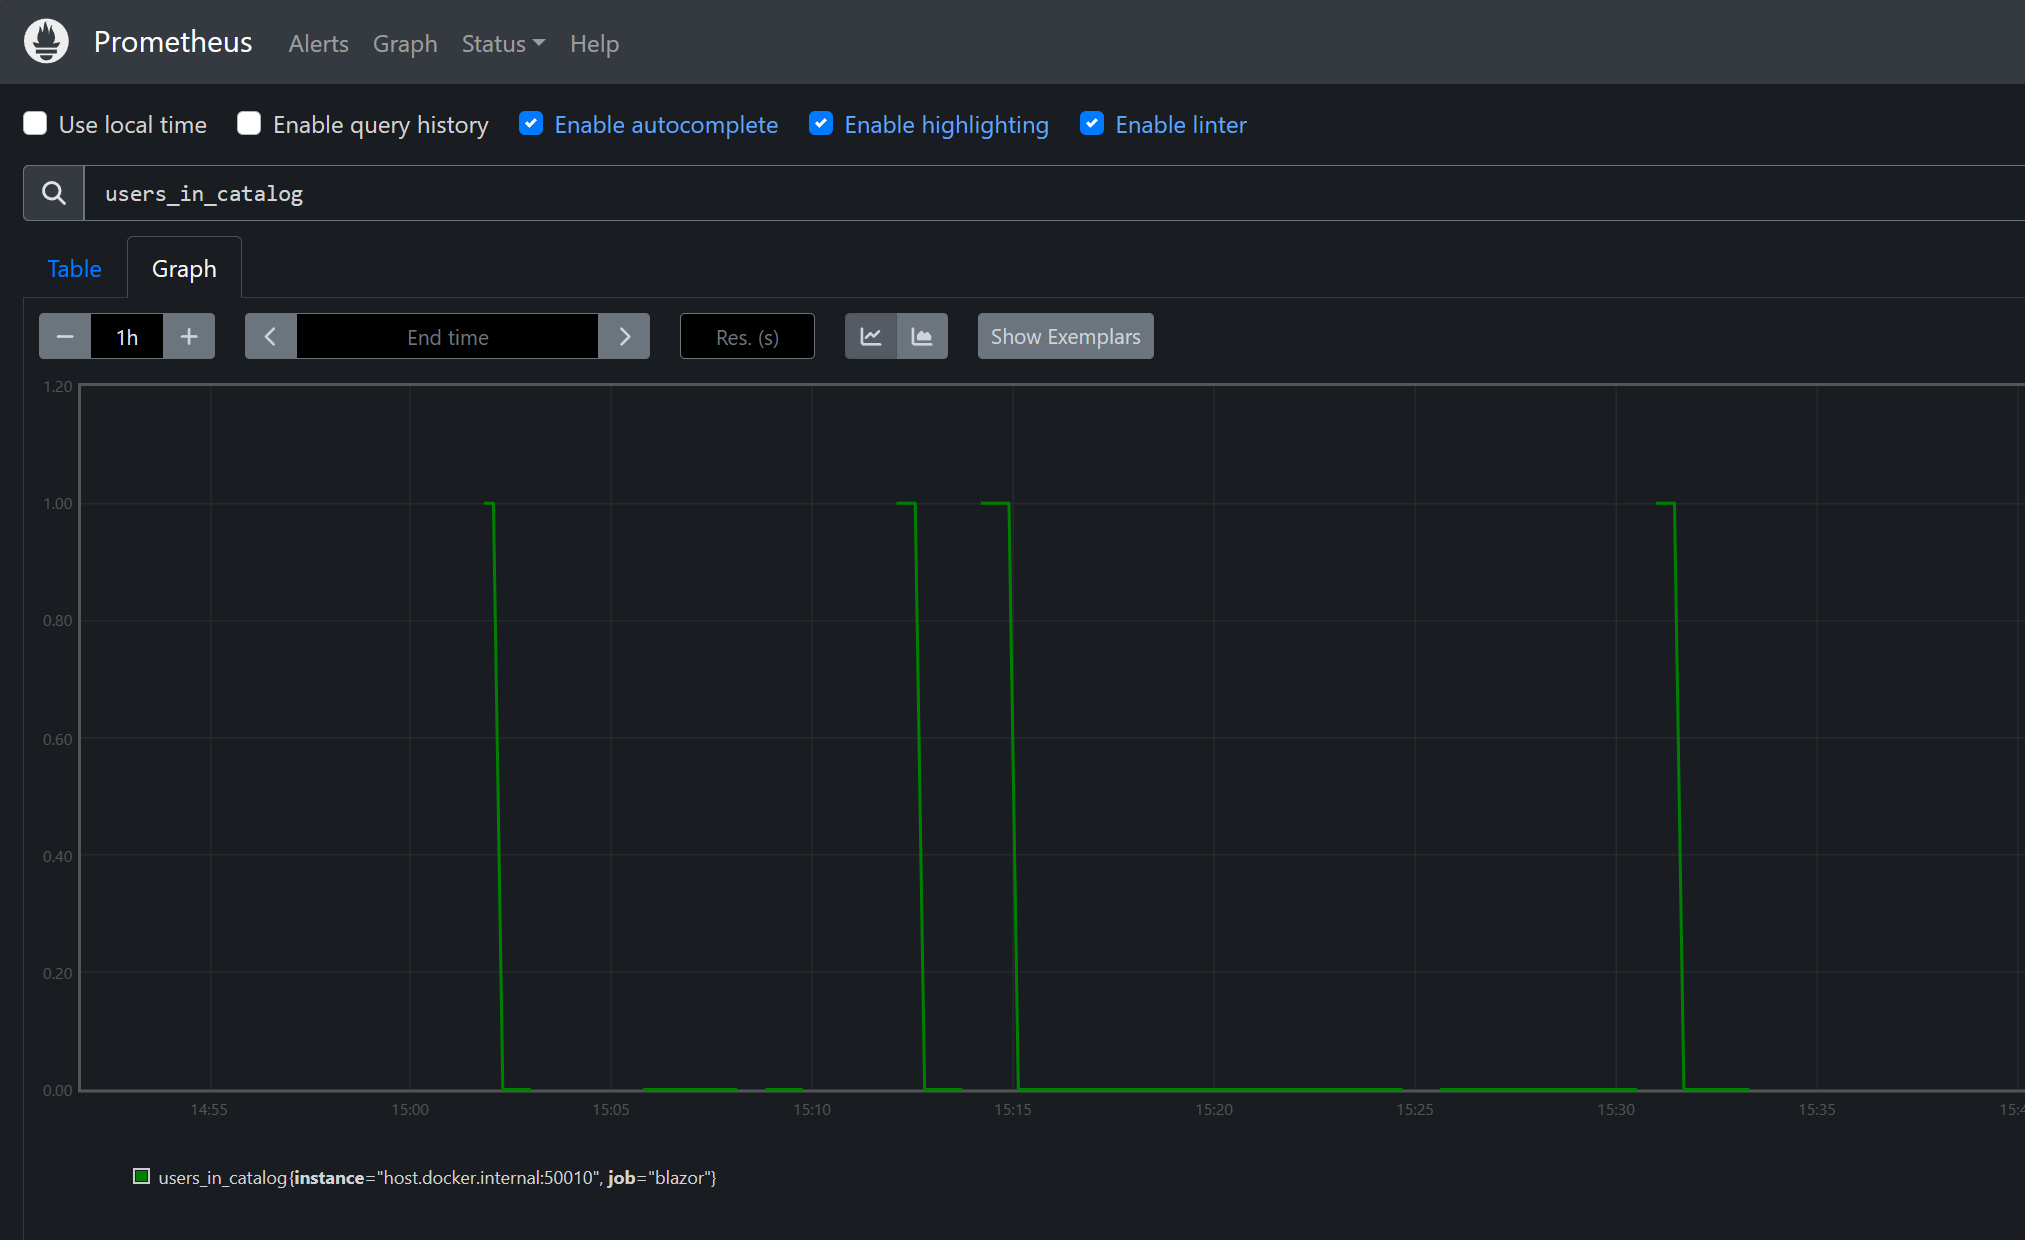 Prometheus Alerts Graph Status Help
Use local time Enable query history Enable autocomplete Enable highlighting Enable linter
users_in_catalog
Table Graph
1h End time Res. (s) Show Exemplars
1.20
1.00
0.80
0.60
0.40
0.20
0.00
14:55 15:00 15:05 15:10 15:15 15:20 15:25 15:30 15:35
users_in_catalog{instance="host.docker.internal:50010", job="blazor"}